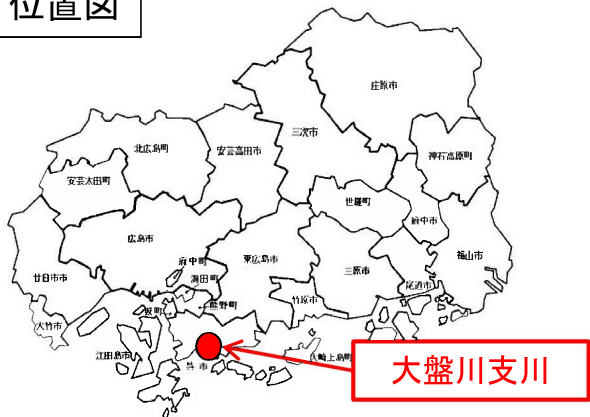 位置図
庄原市
三次市
北広島町
安芸高田市
神石高原町
安芸太田町
世羅町
府中市
広島市
府中町
東広島市
三原市
福山市
廿日市市
海田町
尾道市
坂町
熊野町
竹原市
大竹市
江田島市
呉市
大崎上島町
大盤川支川